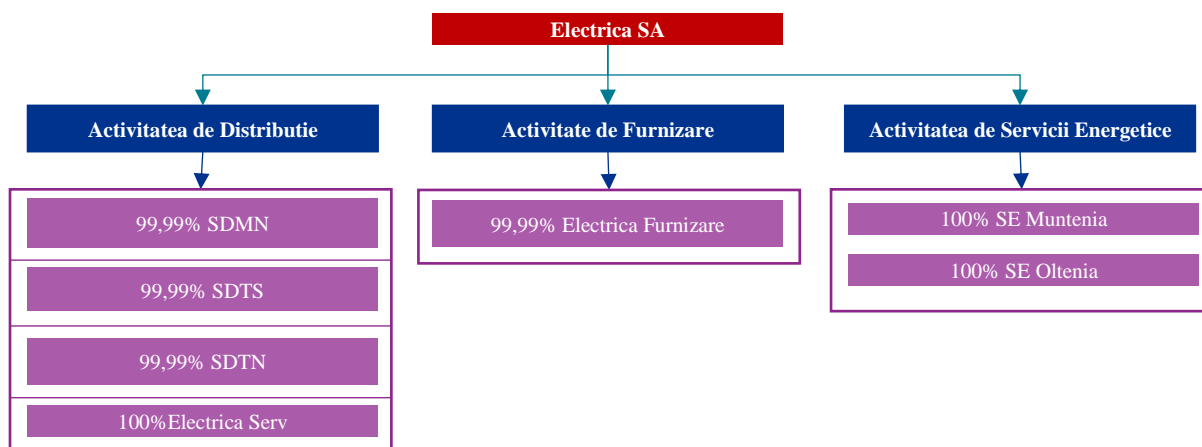 Electrica SA
Activitatea de Distributie
Activitate de Furnizare
Activitatea de Servicii Energetice
99,99% SDMN
99,99% SDTS
99,99% SDTN
100%Electrica Serv
99,99% Electrica Furnizare
100% SE Muntenia
100% SE Oltenia